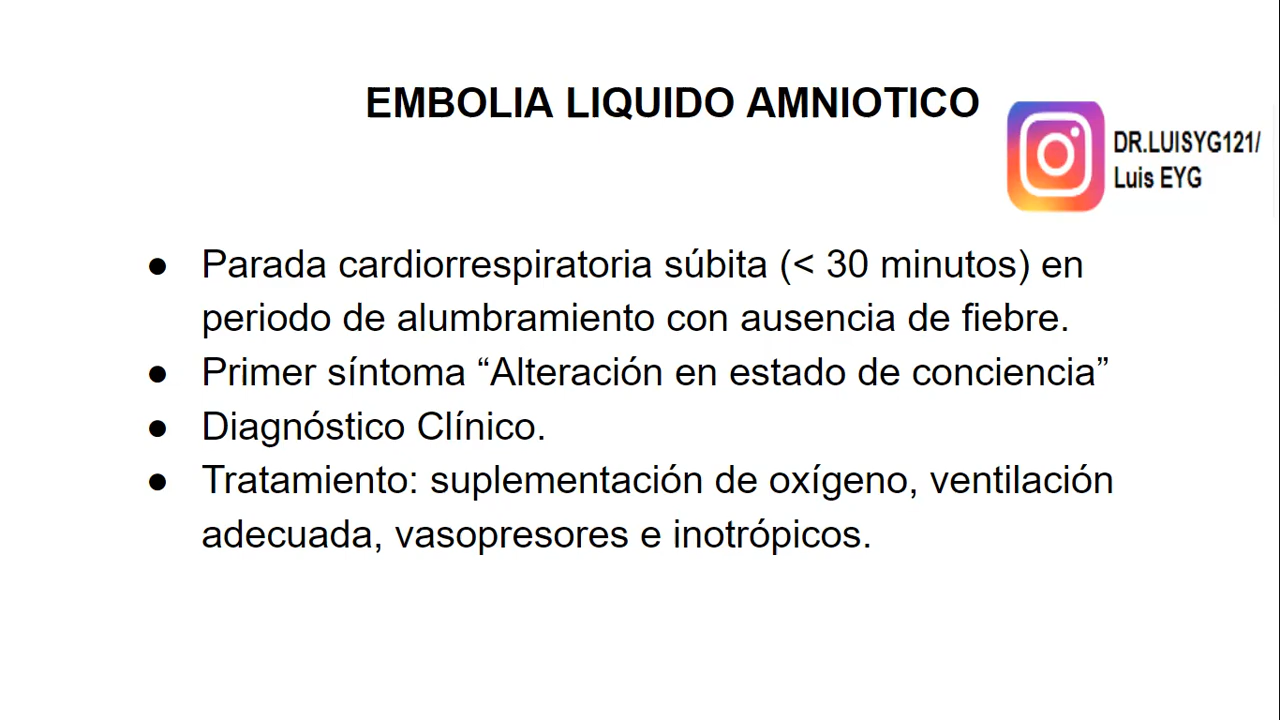 EMBOLIA LIQUIDO AMNIOTICO
DR.LUISYG121/
Luis EYG
● Parada cardiorrespiratoria súbita (< 30 minutos) en
periodo de alumbramiento con ausencia de fiebre.
● Primer síntoma “Alteración en estado de conciencia”
● Diagnóstico Clínico.
● Tratamiento: suplementación de oxígeno, ventilación
adecuada, vasopresores e inotrópicos.